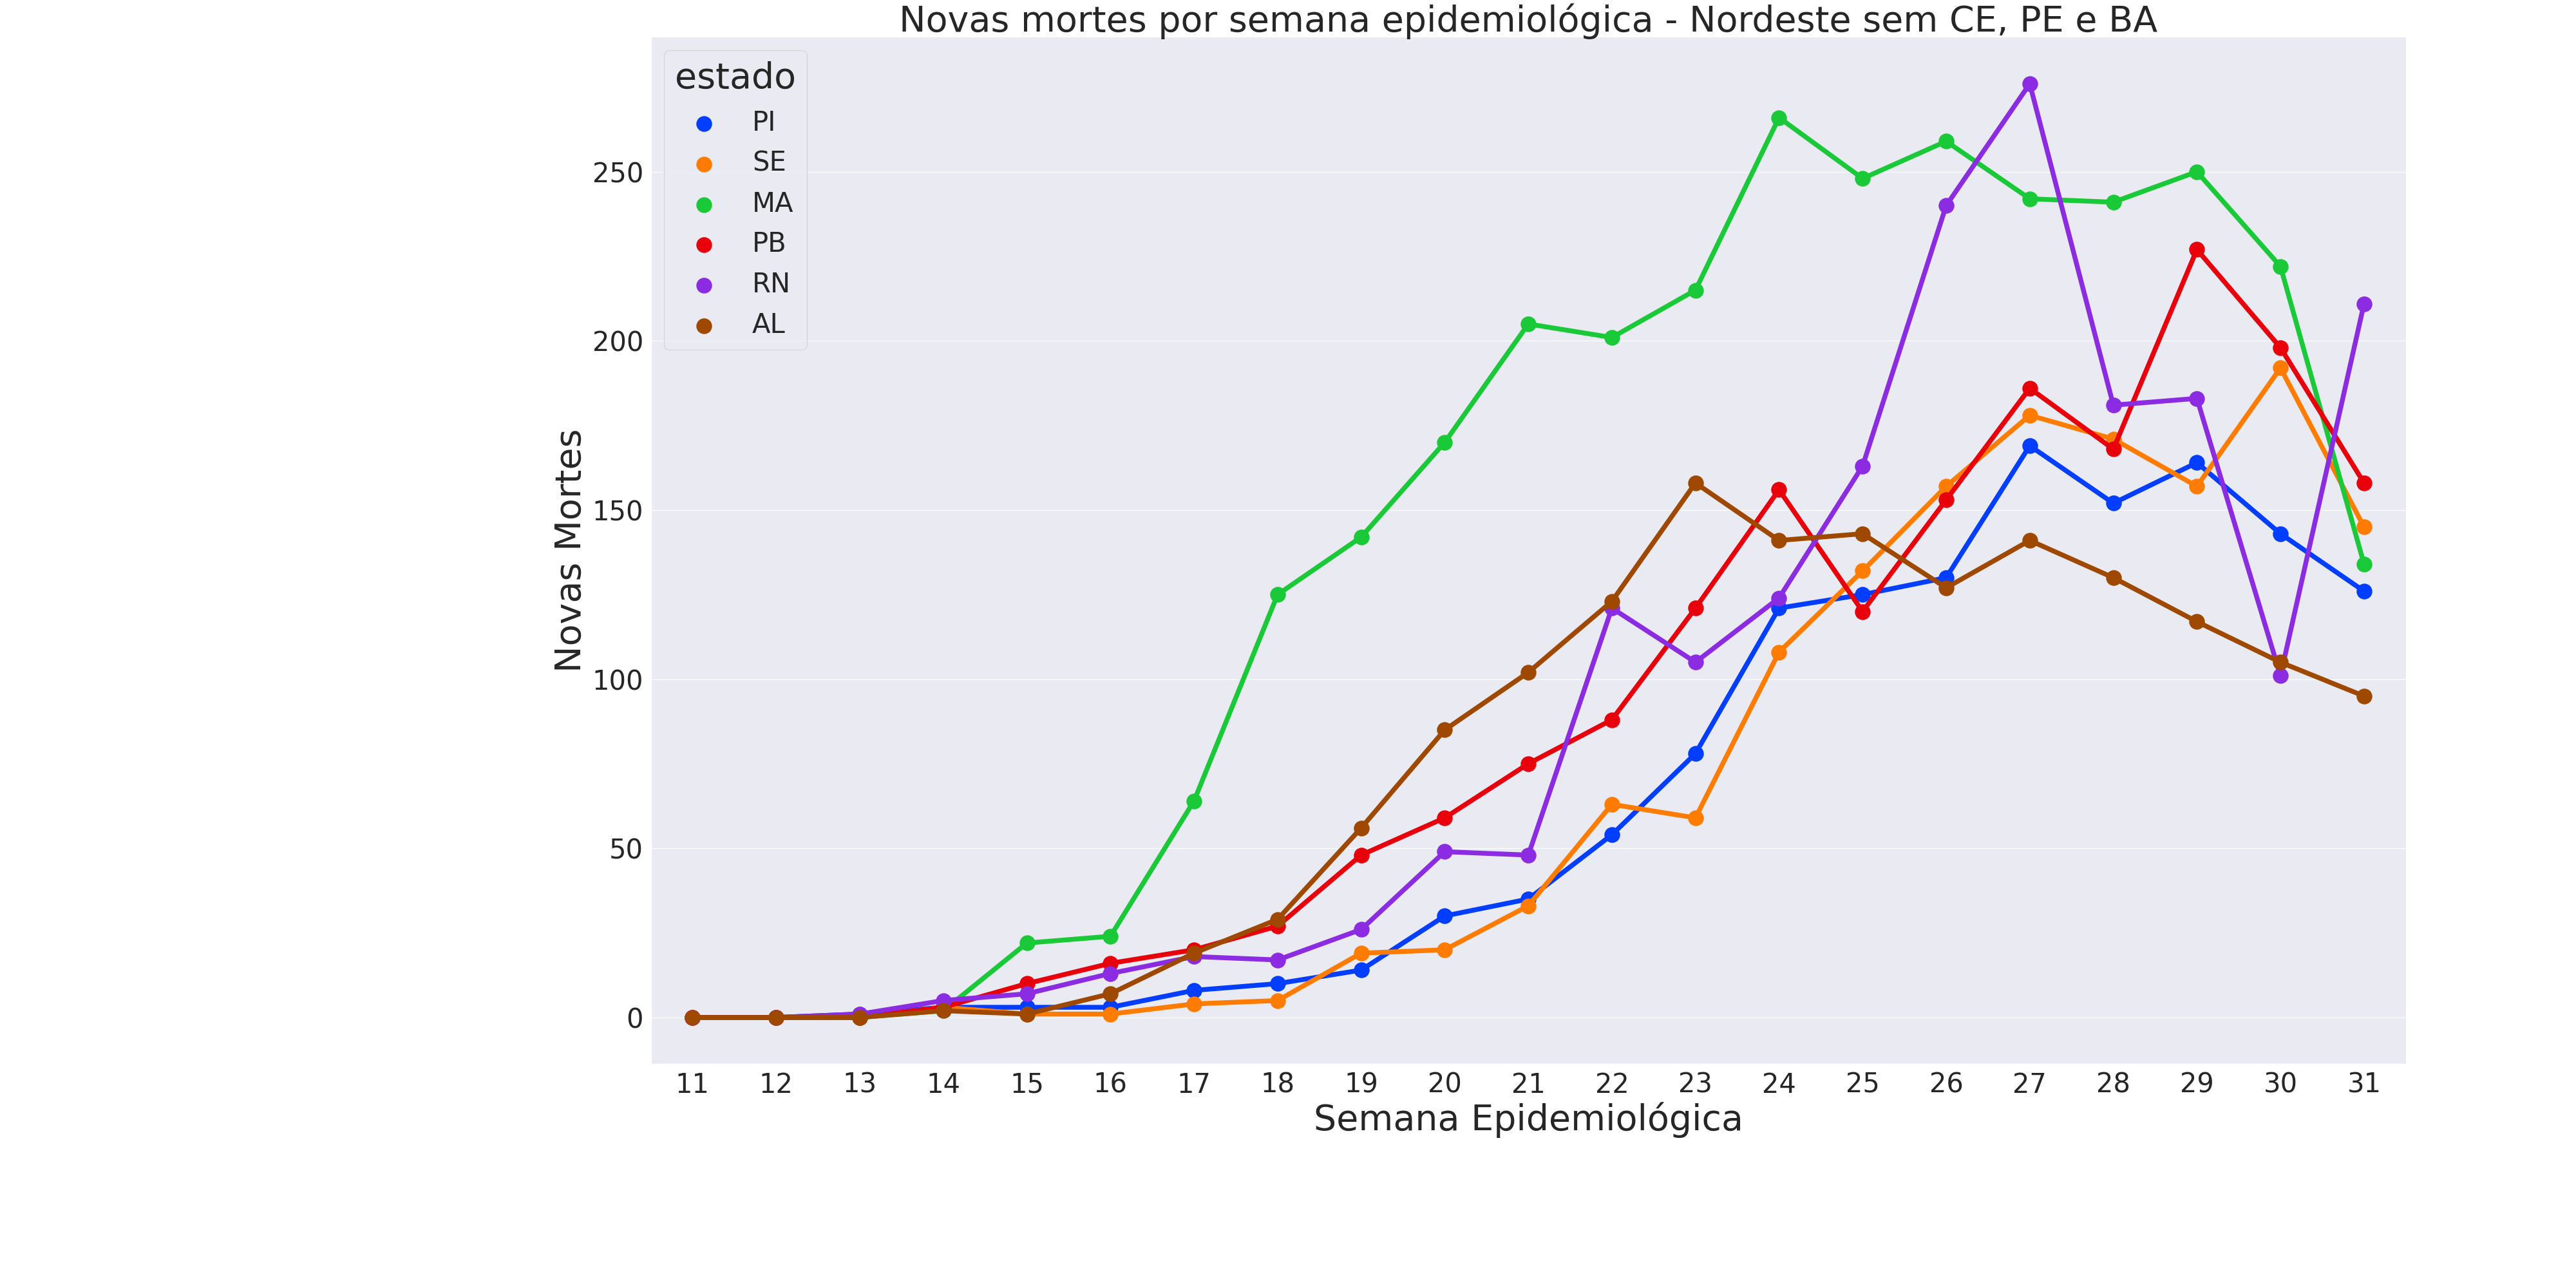 Novas mortes por semana epidemiológica - Nordeste sem CE, PE e BA
estado
PI
SE
MA
PB
RN
AL
Novas Mortes
250
200
150
100
50
0
11 12 13 14 15 16 17 18 19 20 21 22 23 24 25 26 27 28 29 30 31
Semana Epidemiológica